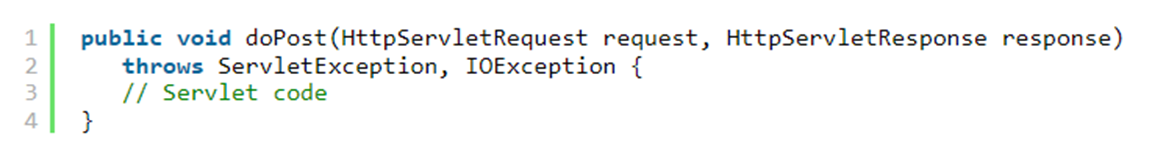 1 public void doPost(HttpServletRequest request, HttpServletResponse response)
2 throws ServletException, IOException {
3 // Servlet code
4 }